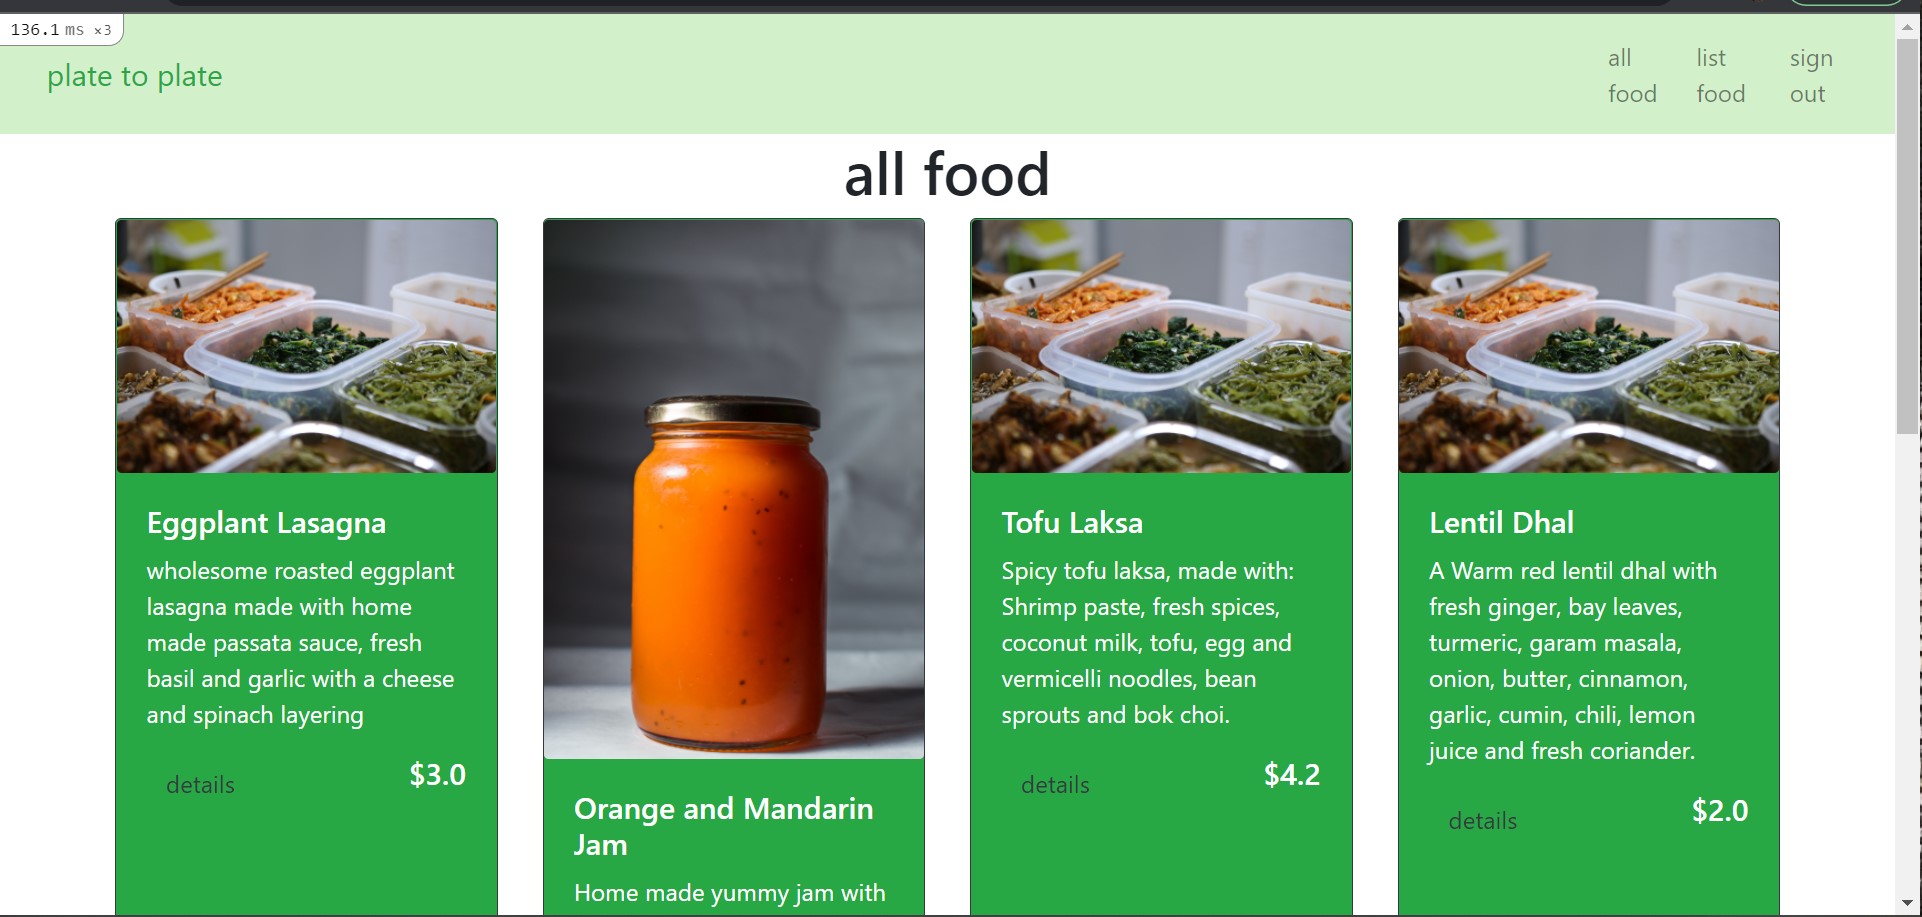 136.1 ms ×3
plate to plate
all food
list food
sign out
all food
Eggplant Lasagna
wholesome roasted eggplant
lasagna made with home
made passata sauce, fresh
basil and garlic with a cheese
and spinach layering
details
$3.0
Orange and Mandarin
Jam
Home made yummy jam with
Tofu Laksa
Spicy tofu laksa, made with:
Shrimp paste, fresh spices,
coconut milk, tofu, egg and
vermicelli noodles, bean
sprouts and bok choi.
details
$4.2
Lentil Dhal
A Warm red lentil dhal with
fresh ginger, bay leaves,
turmeric, garam masala,
onion, butter, cinnamon,
garlic, cumin, chili, lemon
juice and fresh coriander.
details
$2.0